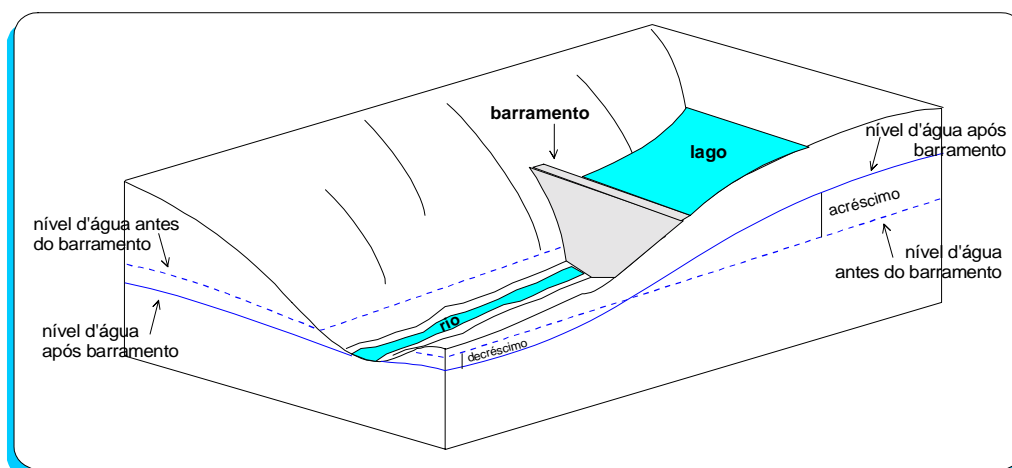 barramento
lago
nível d'água após
barramento
acréscimo
nível d'água
antes do barramento
nível d'água antes
do barramento
nível d'água
após barramento
rio
decréscimo